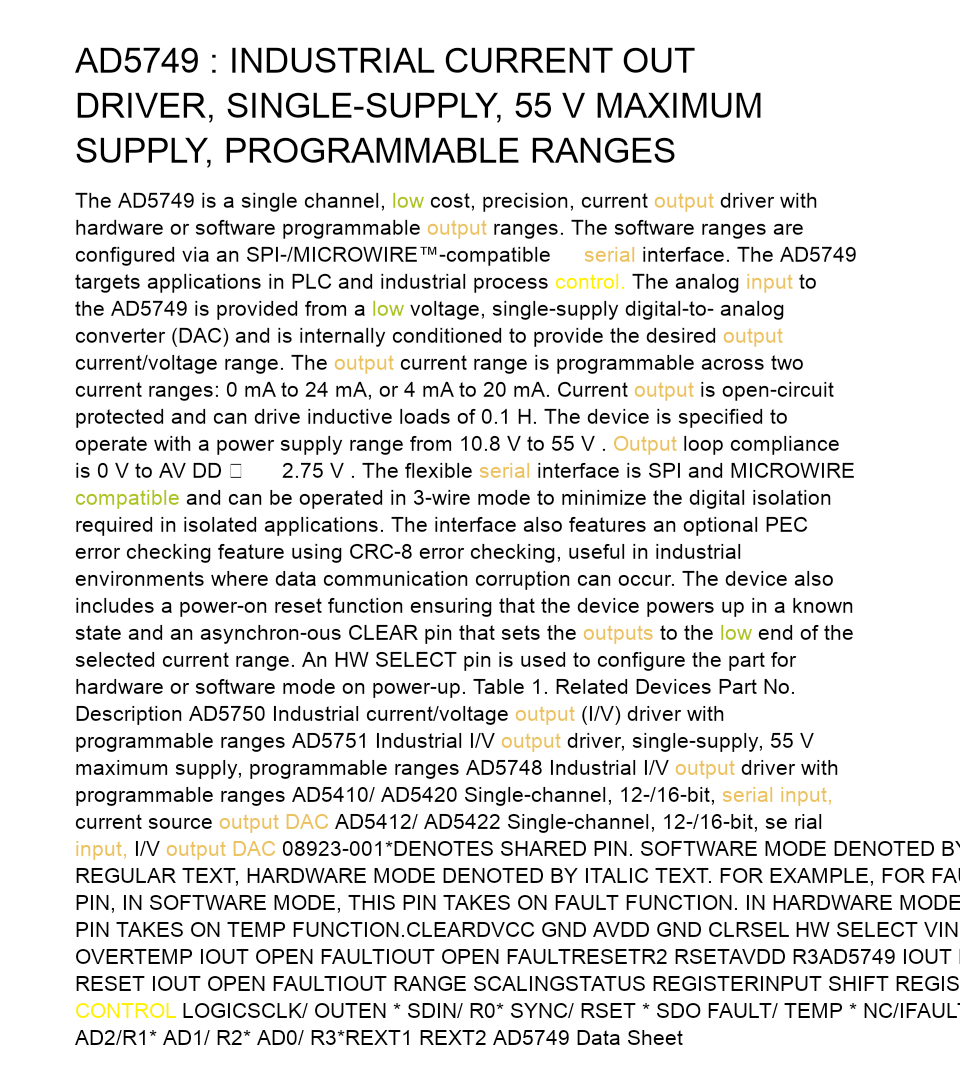 AD5749 : INDUSTRIAL CURRENT OUT
DRIVER, SINGLE-SUPPLY, 55 V MAXIMUM
SUPPLY, PROGRAMMABLE RANGES
The AD5749 is a single channel, low cost, precision, current output driver with
hardware or software programmable output ranges. The software ranges are
configured via an SPI-/MICROWIRE™-compatible serial interface. The AD5749
targets applications in PLC and industrial process control. The analog input to
the AD5749 is provided from a low voltage, single-supply digital-to- analog
converter (DAC) and is internally conditioned to provide the desired output
current/voltage range. The output current range is programmable across two
current ranges: 0 mA to 24 mA, or 4 mA to 20 mA. Current output is open-circuit
protected and can drive inductive loads of 0.1 H. The device is specified to
operate with a power supply range from 10.8 V to 55 V . Output loop compliance
is 0 V to AV DD □ 2.75 V . The flexible serial interface is SPI and MICROWIRE
compatible and can be operated in 3-wire mode to minimize the digital isolation
required in isolated applications. The interface also features an optional PEC
error checking feature using CRC-8 error checking, useful in industrial
environments where data communication corruption can occur. The device also
includes a power-on reset function ensuring that the device powers up in a known
state and an asynchron-ous CLEAR pin that sets the outputs to the low end of the
selected current range. An HW SELECT pin is used to configure the part for
hardware or software mode on power-up. Table 1. Related Devices Part No.
Description AD5750 Industrial current/voltage output (I/V) driver with
programmable ranges AD5751 Industrial I/V output driver, single-supply, 55 V
maximum supply, programmable ranges AD5748 Industrial I/V output driver with
programmable ranges AD5410/ AD5420 Single-channel, 12-/16-bit, serial input,
current source output DAC AD5412/ AD5422 Single-channel, 12-/16-bit, se rial
input, I/V output DAC 08923-001*DENOTES SHARED PIN. SOFTWARE MODE DENOTED BY
REGULAR TEXT, HARDWARE MODE DENOTED BY ITALIC TEXT. FOR EXAMPLE, FOR FAU
PIN, IN SOFTWARE MODE, THIS PIN TAKES ON FAULT FUNCTION. IN HARDWARE MODE
PIN TAKES ON TEMP FUNCTION.CLEARDVCC GND AVDD GND CLRSEL HW SELECT VIN
OVERTEMP IOUT OPEN FAULTIOUT OPEN FAULTRESETR2 RSETAVDD R3AD5749 IOUT
RESET IOUT OPEN FAULTIOUT RANGE SCALINGSTATUS REGISTERINPUT SHIFT REGIS
CONTROL LOGICSCLK/ OUTEN * SDIN/ R0* SYNC/ RSET * SDO FAULT/ TEMP * NC/IFAULT
AD2/R1* AD1/ R2* AD0/ R3*REXT1 REXT2 AD5749 Data Sheet